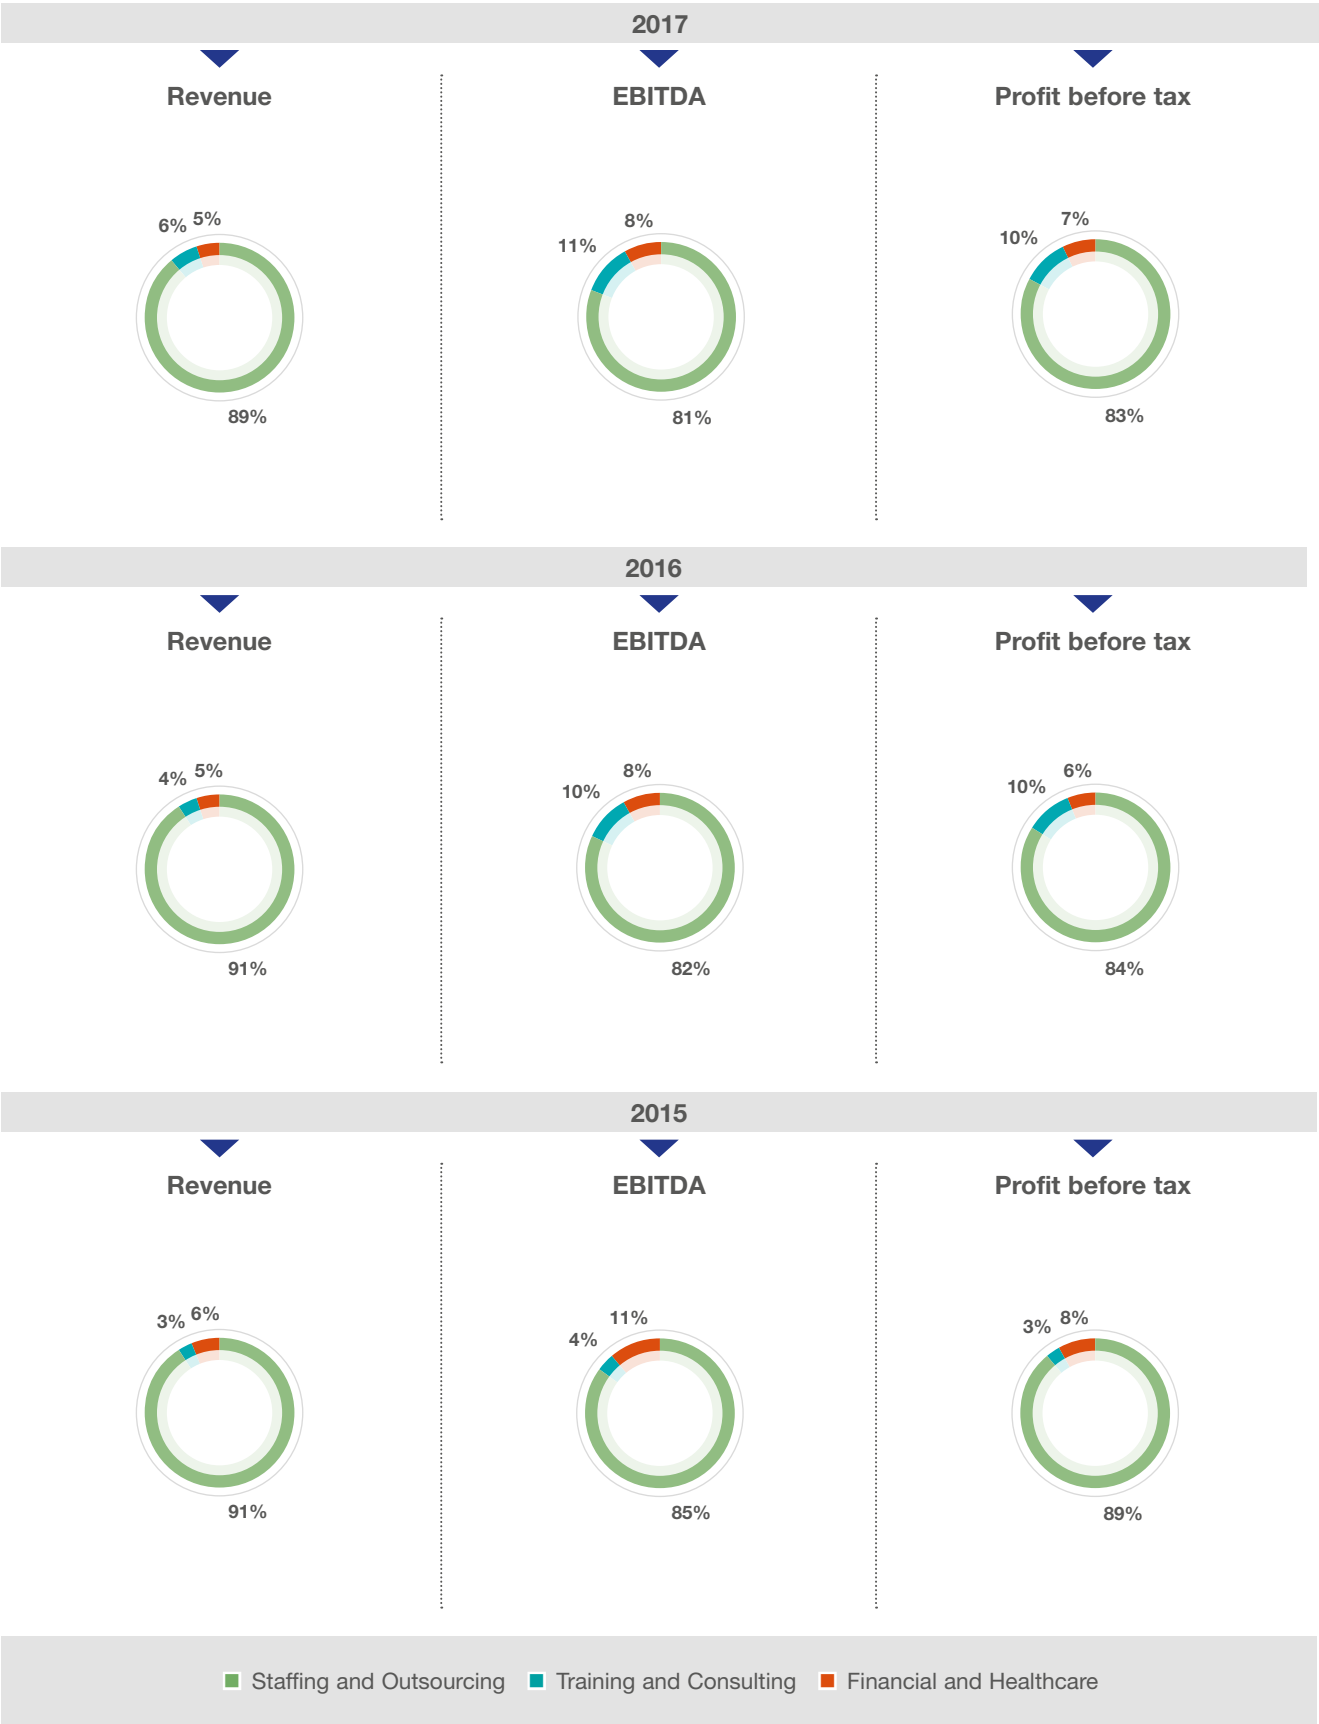 2017
Revenue
EBITDA
Profit before tax
6% 5%
89%
11% 8%
81%
10% 7%
83%
2016
Revenue
EBITDA
Profit before tax
4% 5%
91%
10% 8%
82%
10% 6%
84%
2015
Revenue
EBITDA
Profit before tax
3% 6%
91%
4% 11%
85%
3% 8%
89%
Staffing and Outsourcing
Training and Consulting
Financial and Healthcare